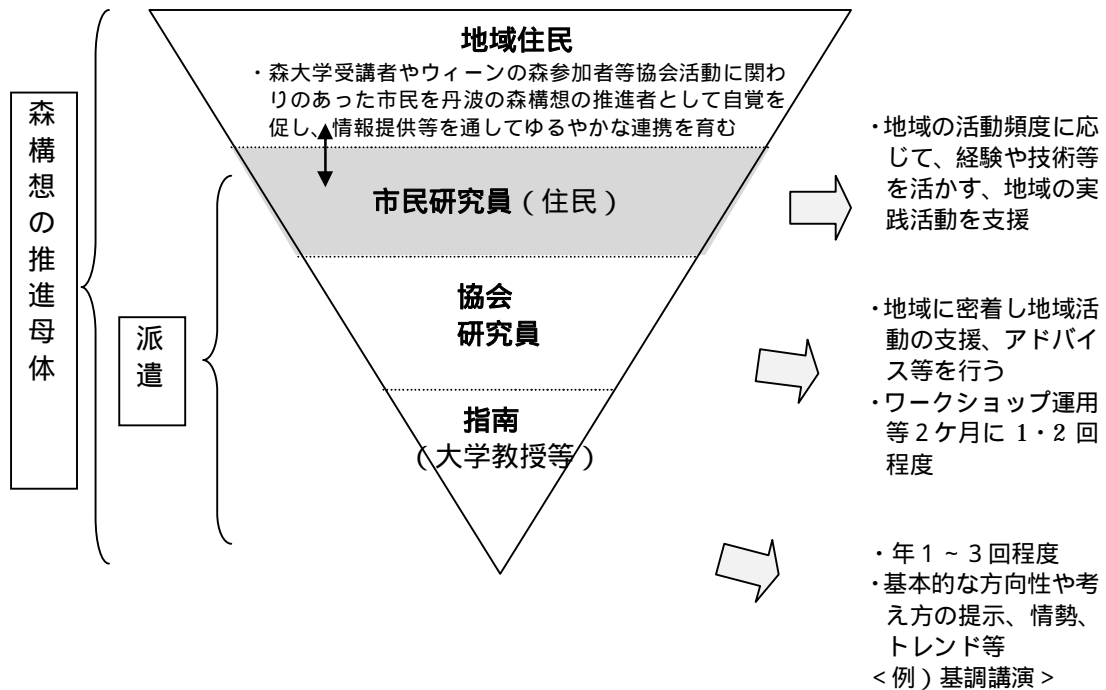 森構想の推進母体
派遣
地域住民
・森大学受講者やウィーンの森参加者等協会活動に関わ
りのあった市民を丹波の森構想の推進者として自覚を
促し、情報提供等を通してゆるやかな連携を育む
市民研究員（住民）
協会
研究員
指南
（大学教授等）
・地域の活動頻度に応
じて、経験や技術等
を活かす、地域の実
践活動を支援
・地域に密着し地域活
動の支援、アドバイ
ス等を行う
・ワークショップ運用
等２ケ月に 1・2 回
程度
・年１～３回程度
・基本的な方向性や考
え方の提示、情勢、
トレンド等
＜例）基調講演＞